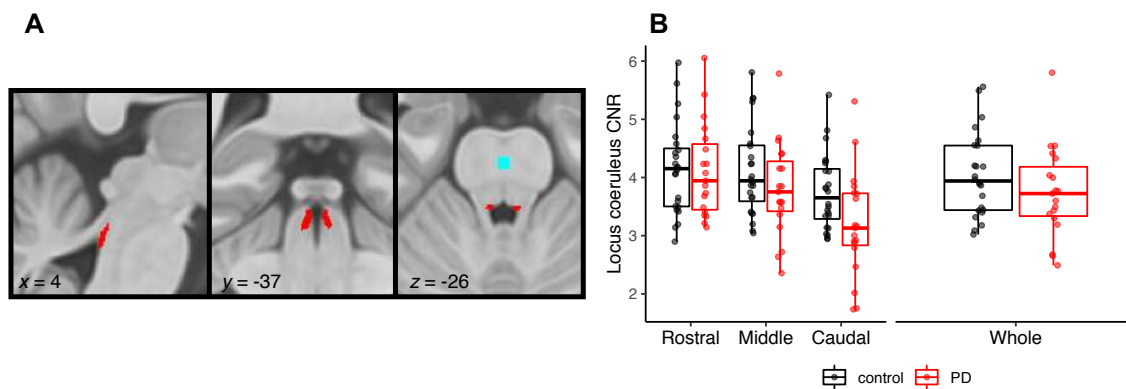 A
B
x = 4
y = -37
z = -26
Locus coeruleus CNR
6
5
4
3
2
Rostral
Middle
Caudal
Whole
control
PD